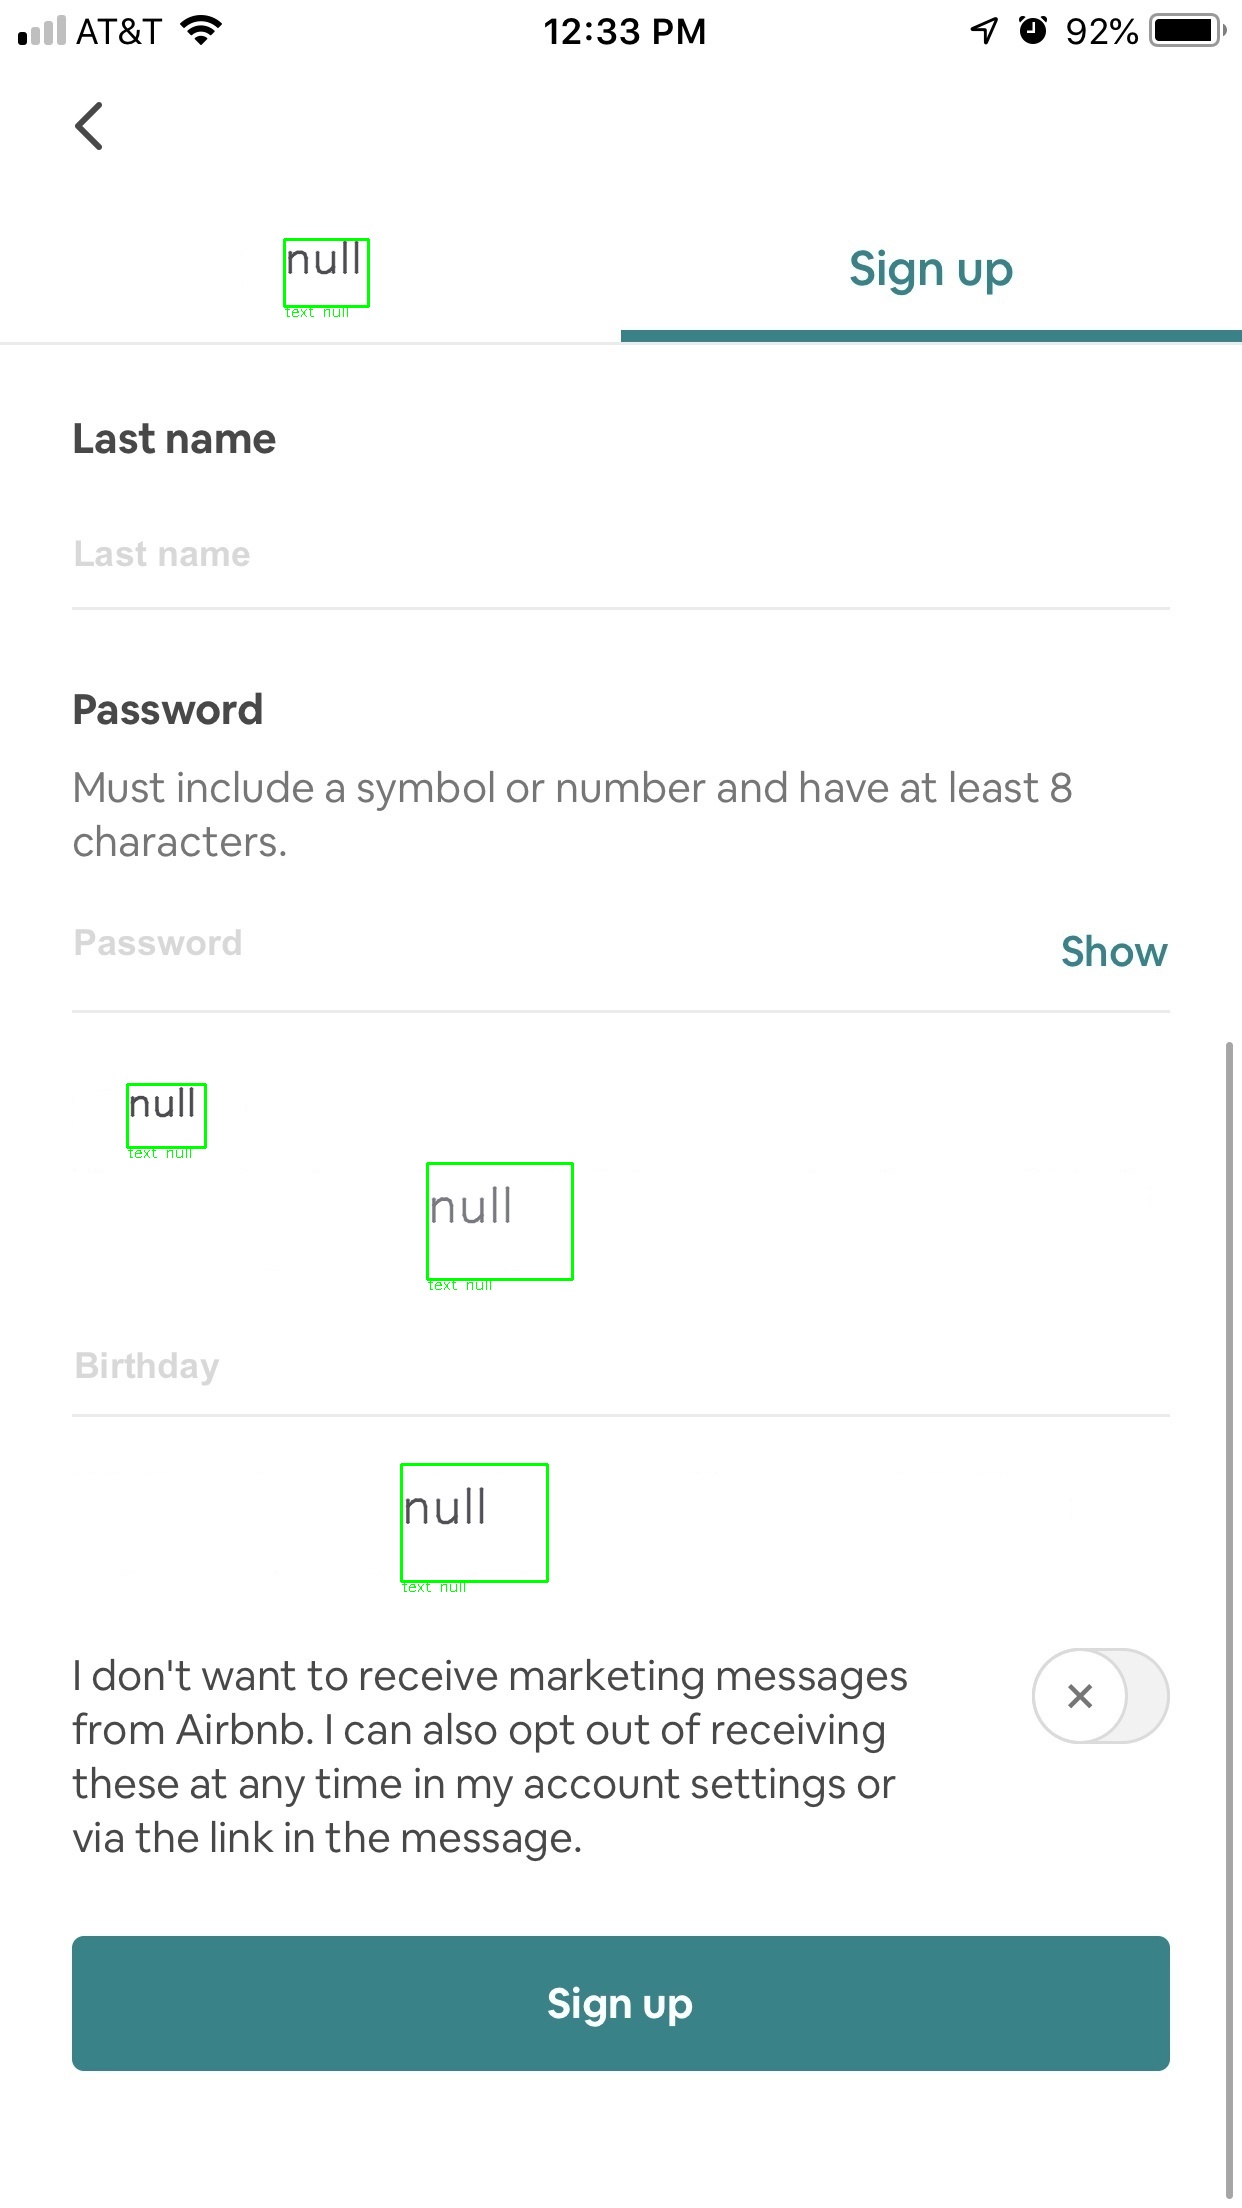 AT&T 12:33 PM 92%
null Sign up
text null
Last name
Last name
Password
Must include a symbol or number and have at least 8
characters.
Password Show
null
text null
null
text null
Birthday
null
text null
I don't want to receive marketing messages
from Airbnb. I can also opt out of receiving
these at any time in my account settings or
via the link in the message.
Sign up